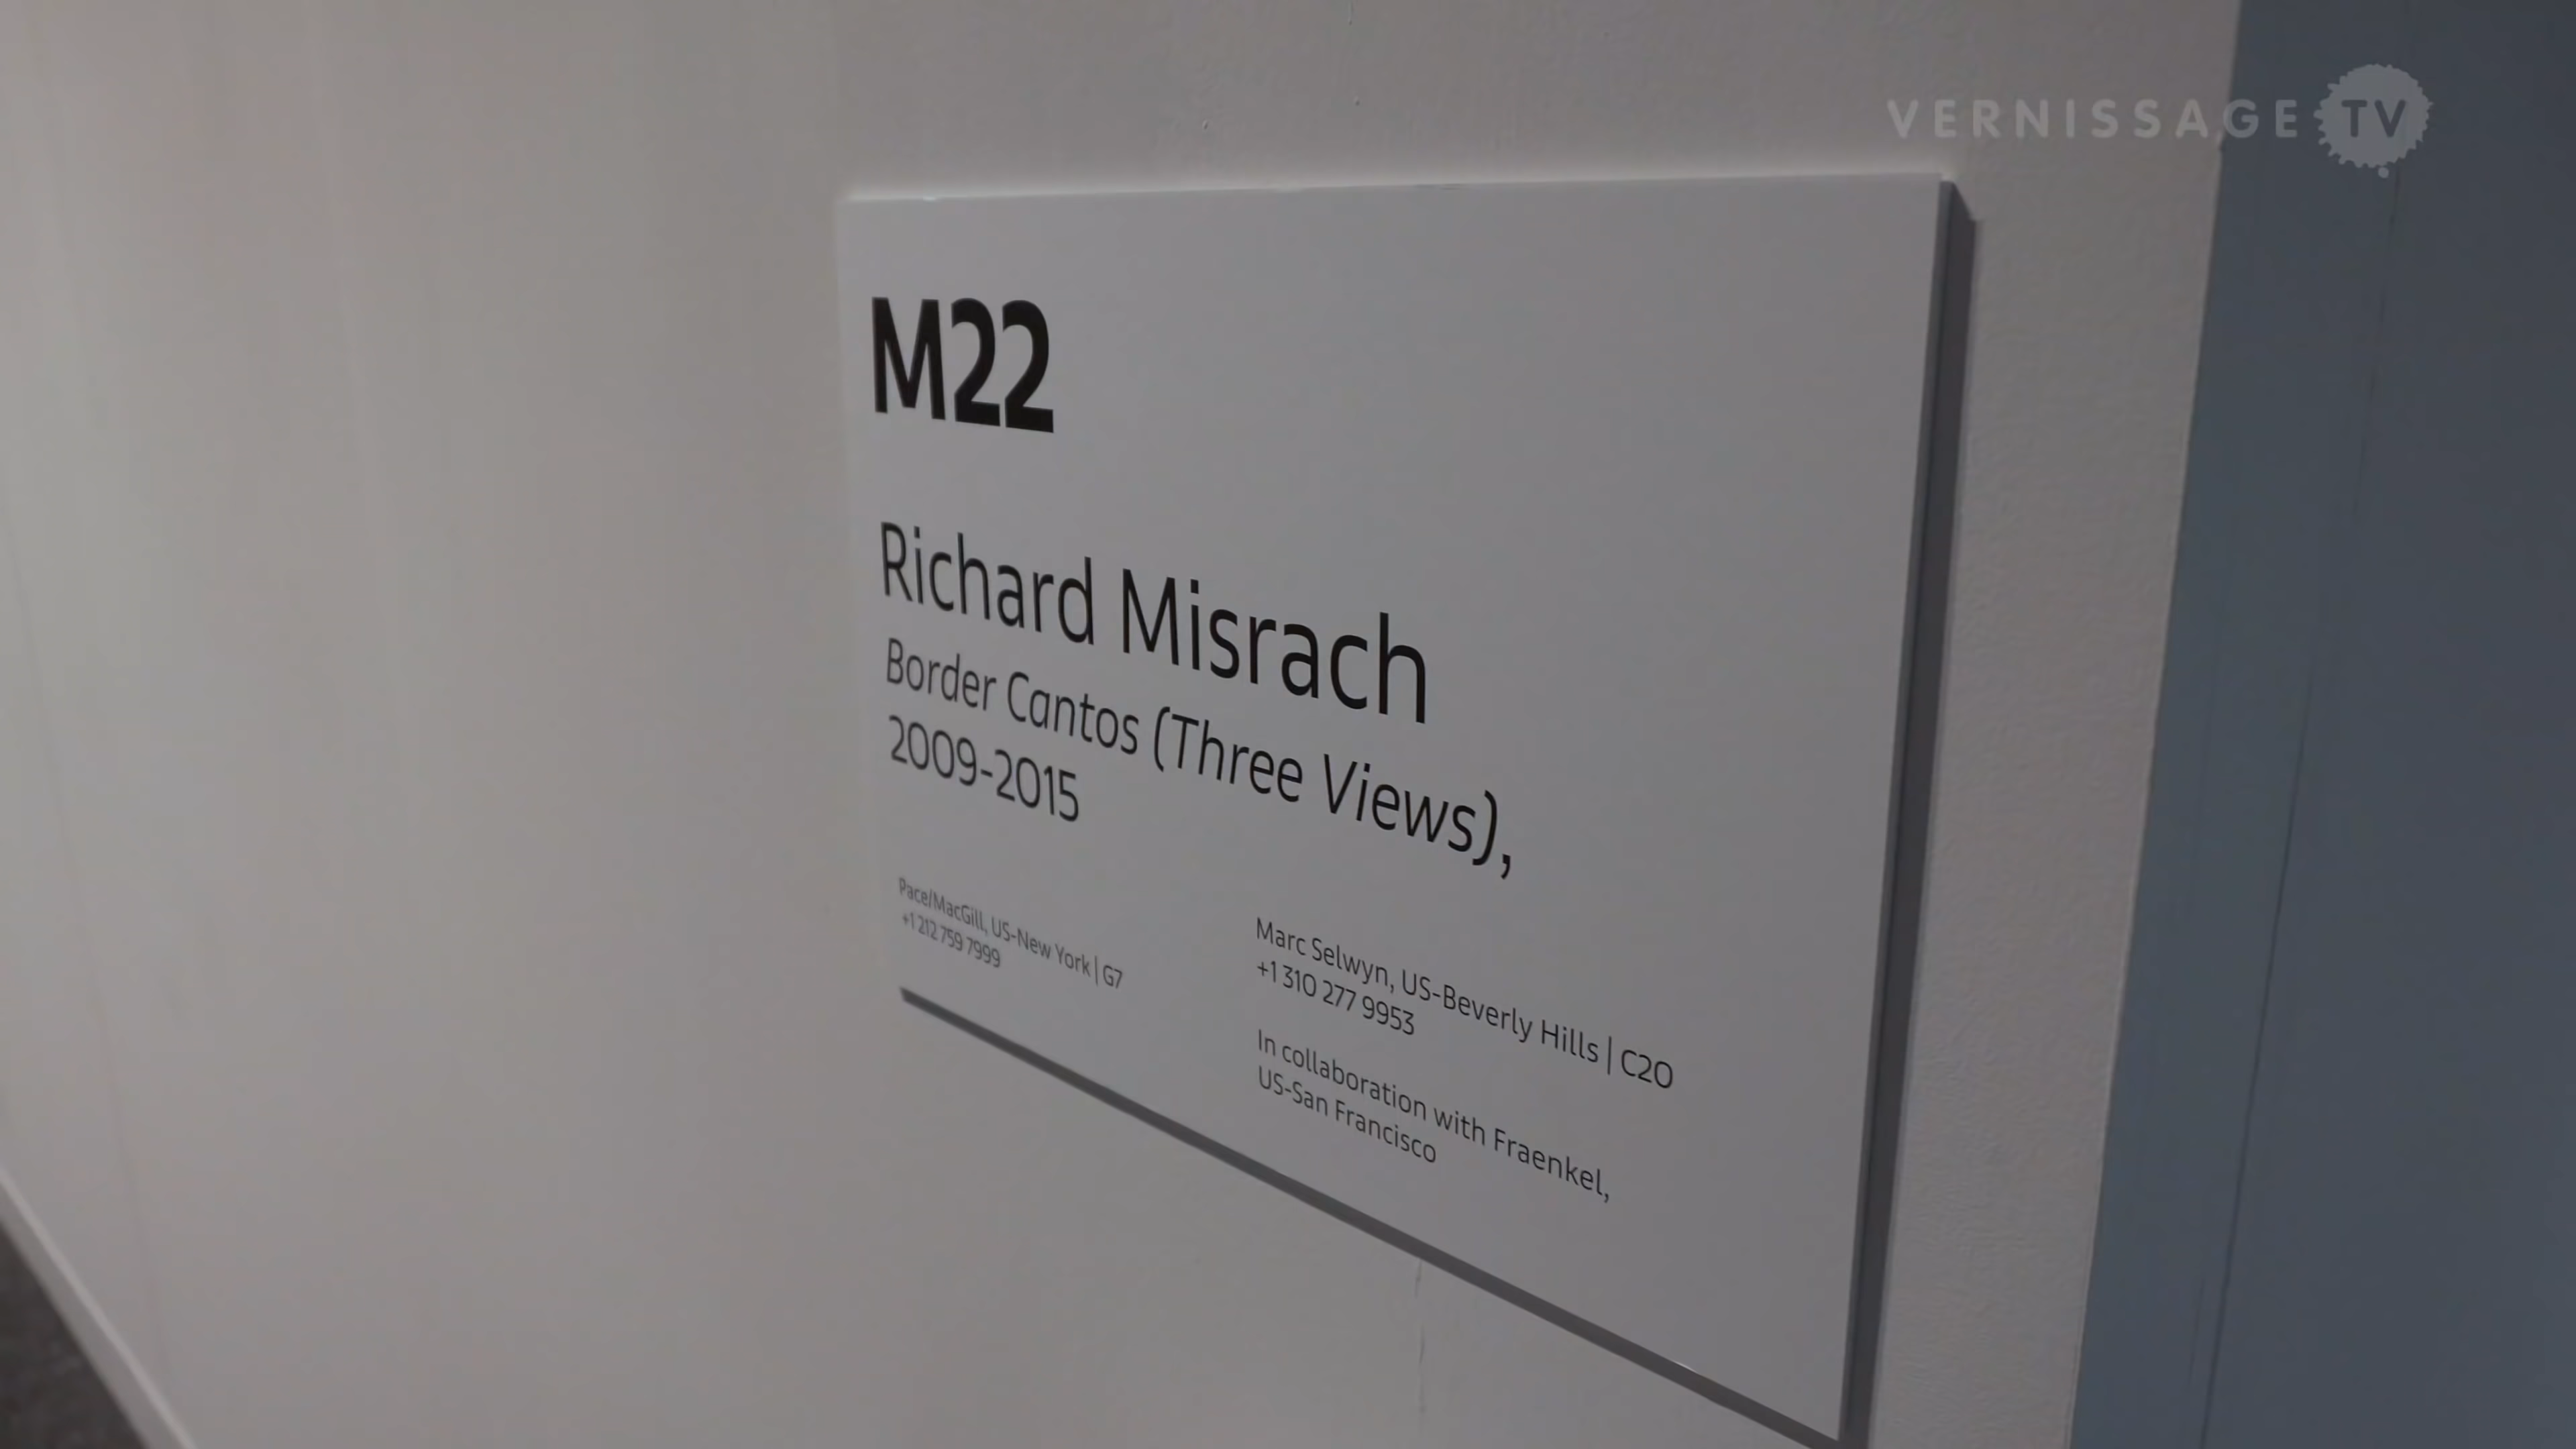 VERNISSAGE TV
M22
Richard Misrach
Border Cantos (Three Views),
2009-2015
Pace/MacGill, US-New York | G7
+1 212 759 7999
Marc Selwyn, US-Beverly Hills | C20
+1 310 277 9953
In collaboration with Fraenkel,
US-San Francisco